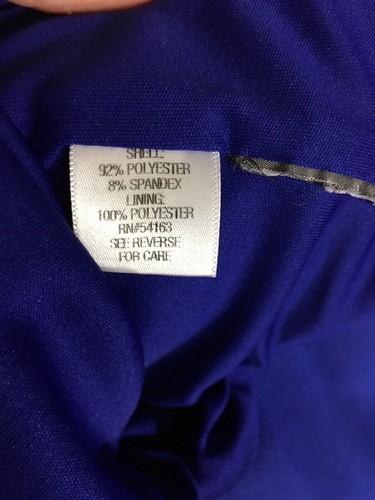 SHELL:
92% POLYESTER
8% SPANDEX
LINING:
100% POLYESTER
RN#54163
SEE REVERSE
FOR CARE